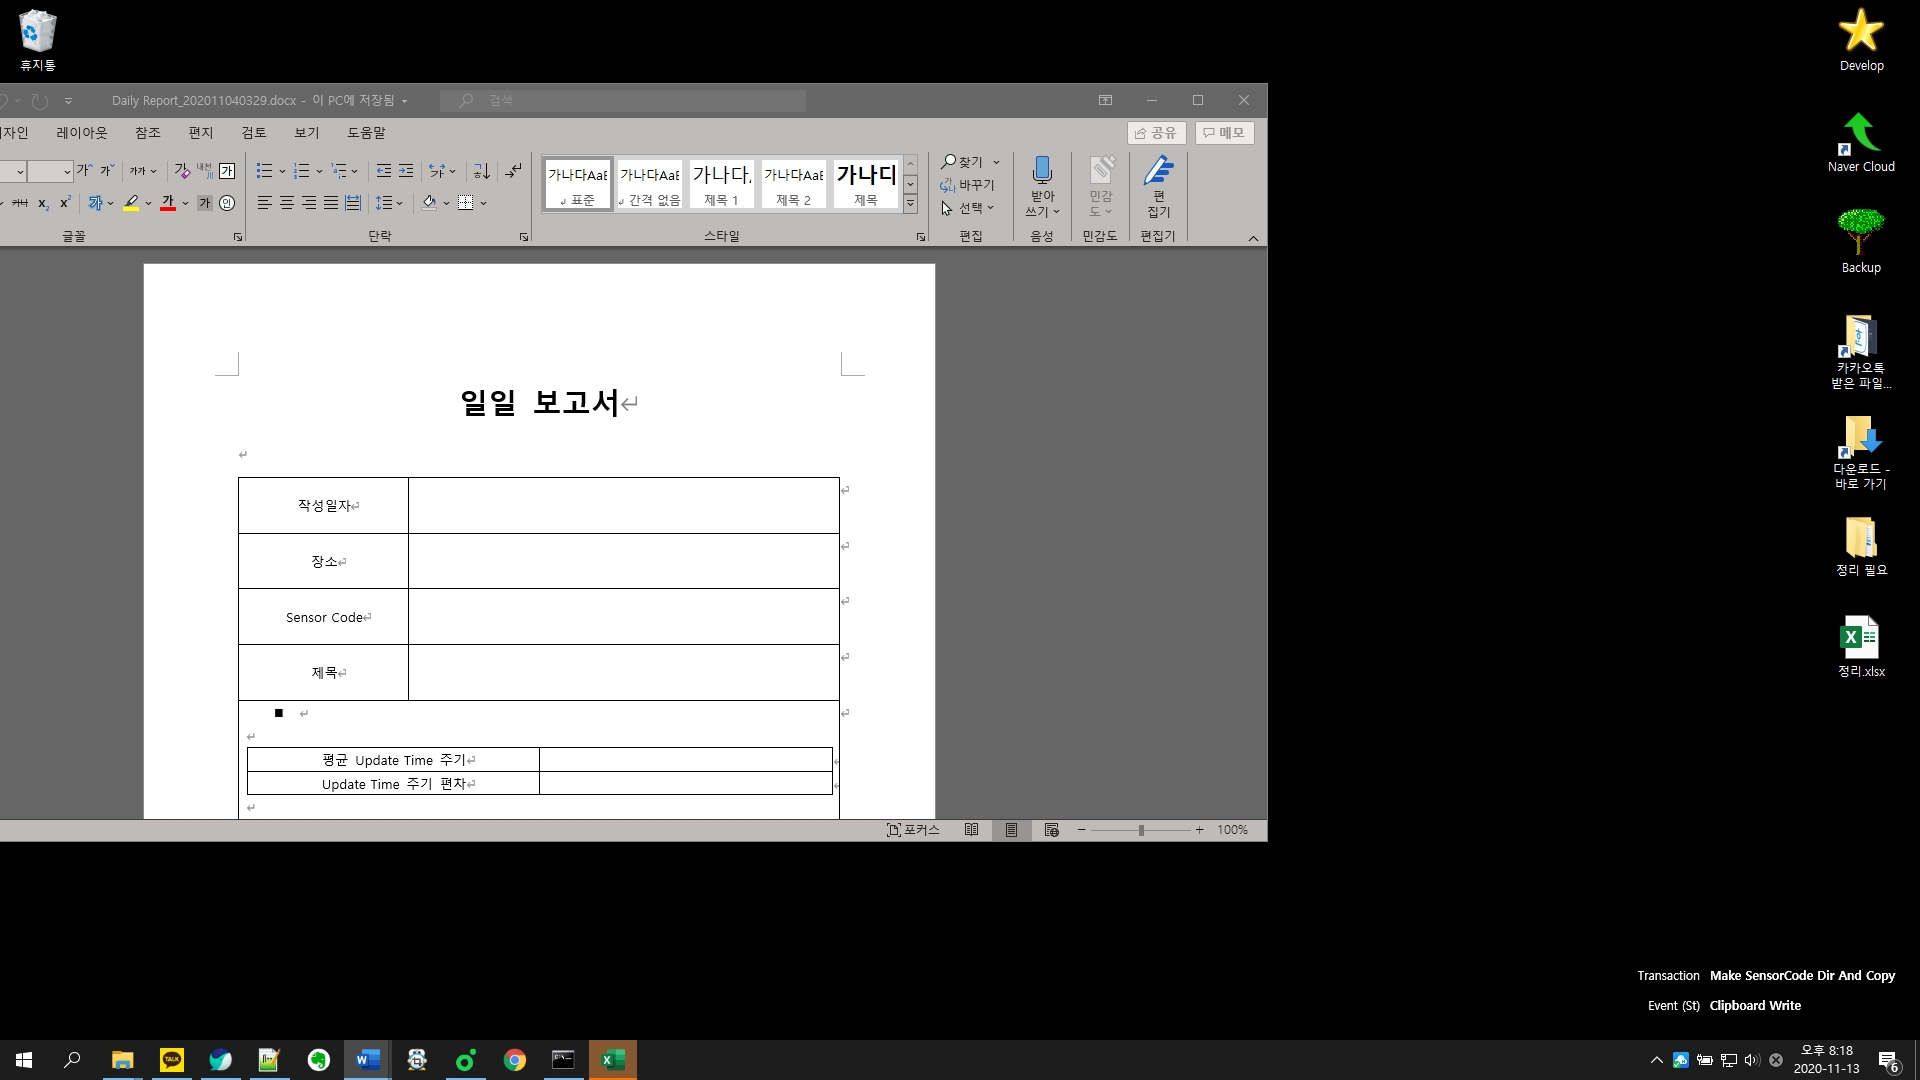 휴지통
Develop
Naver Cloud
Backup
카카오톡
받은 파일...
다운로드 -
바로 가기
정리 필요
정리.xlsx
Daily Report_202011040329.docx - 이 PC에 저장됨
검색
자인 레이아웃 참조 편지 검토 보기 도움말
공유 메모
가나다AaB 가나다AaB 가나다, 가나다AaB 가나다
표준 간격 없음 제목 1 제목 2 제목
찾기
바꾸기
선택
받아
쓰기
민감
도
편
집기
글꼴 단락 스타일 편집 음성 민감도 편집기
일일 보고서
작성일자
장소
Sensor Code
제목
평균 Update Time 주기
Update Time 주기 편차
포커스 100%
Transaction Make SensorCode Dir And Copy
Event (St) Clipboard Write
오후 8:18
2020-11-13
6